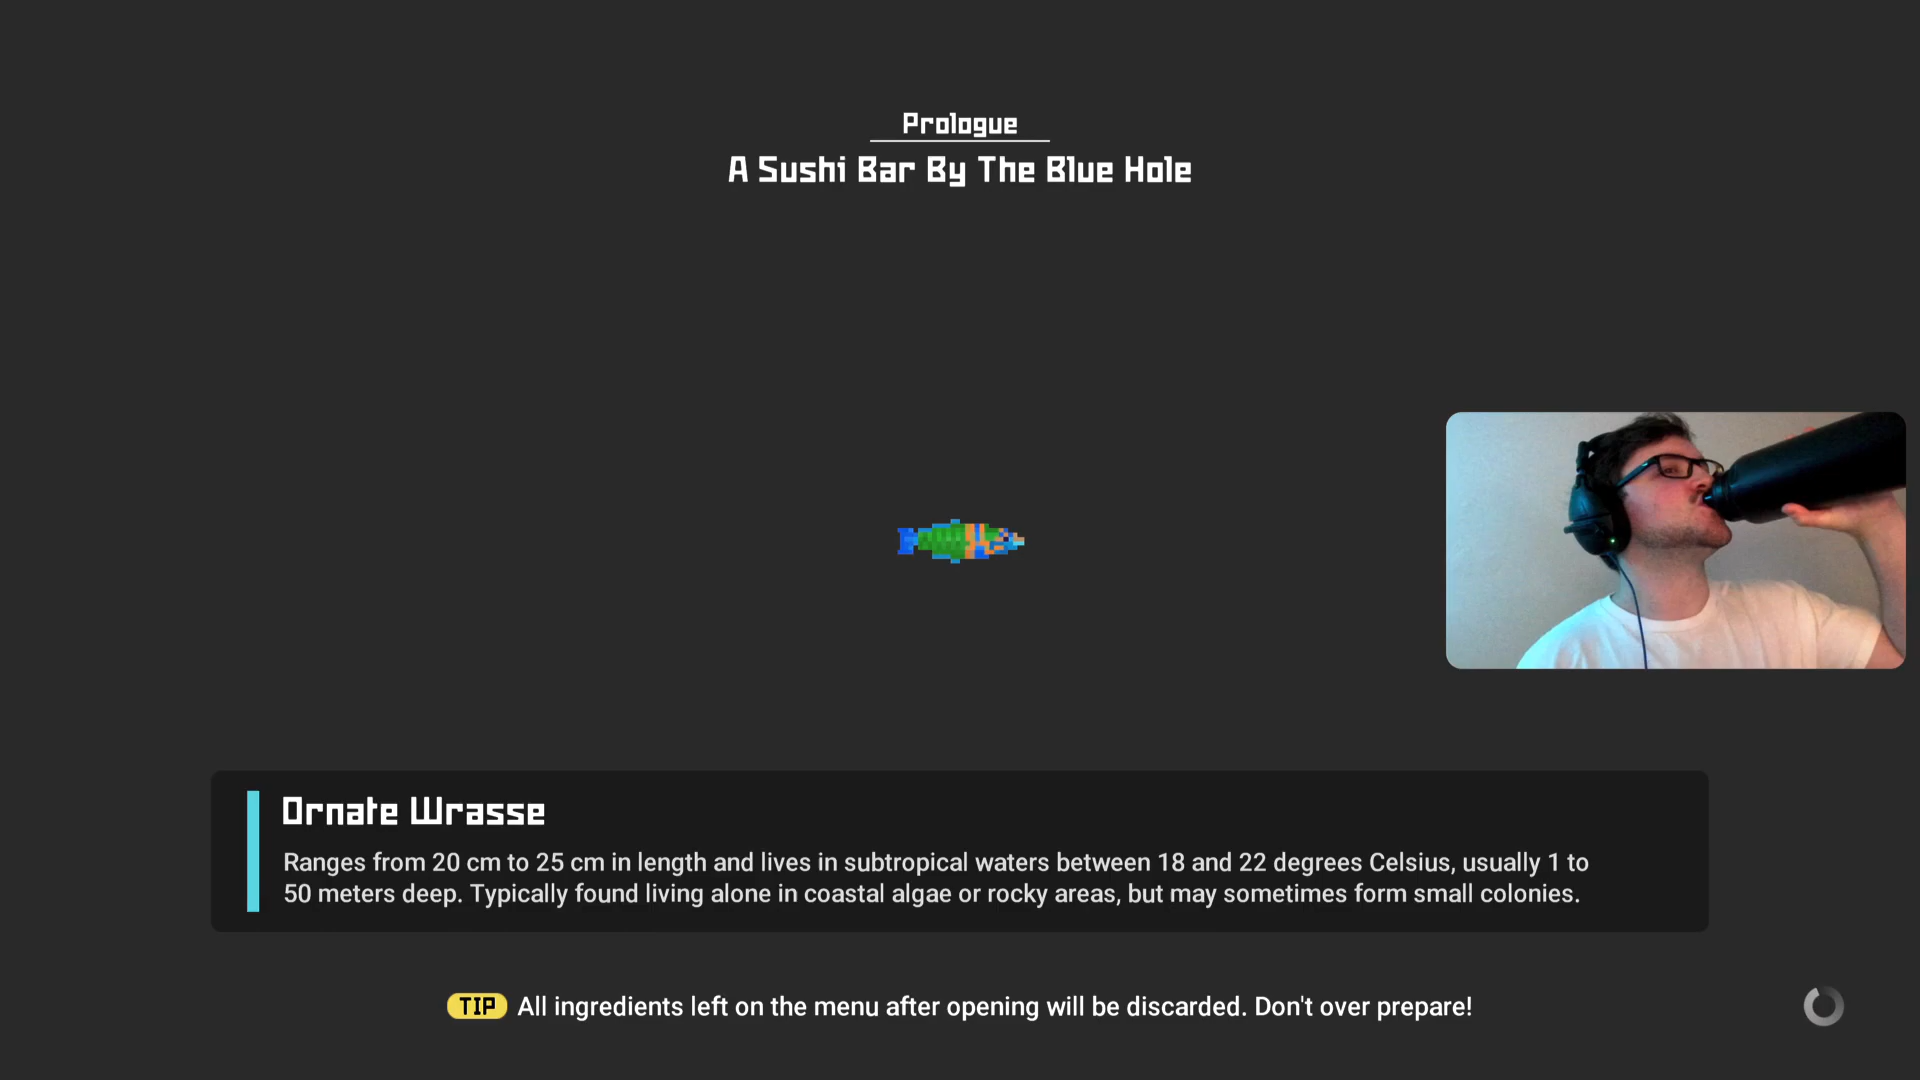 Prologue
A Sushi Bar By The Blue Hole
Ornate Wrasse
Ranges from 20 cm to 25 cm in length and lives in subtropical waters between 18 and 22 degrees Celsius, usually 1 to
50 meters deep. Typically found living alone in coastal algae or rocky areas, but may sometimes form small colonies.
TIP All ingredients left on the menu after opening will be discarded. Don't over prepare!